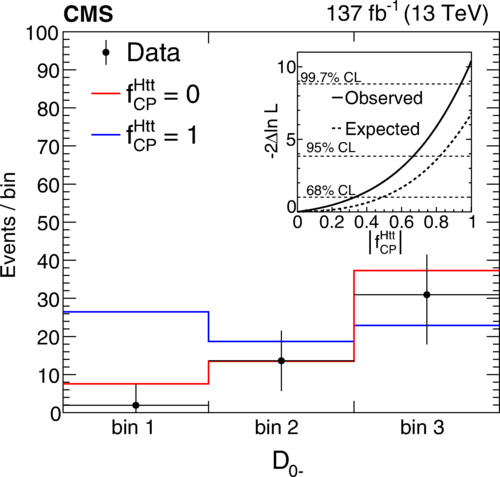 CMS 137 fb⁻¹ (13 TeV)
Events / bin
100
90
80
70
60
50
40
30
20
10
0
Data
f_CP^Htt = 0
f_CP^Htt = 1
-2Δln L
10
5
0
99.7% CL
Observed
Expected
95% CL
68% CL
0 0.2 0.4 0.6 0.8 1
|f_CP^Htt|
bin 1 bin 2 bin 3
D₀₋